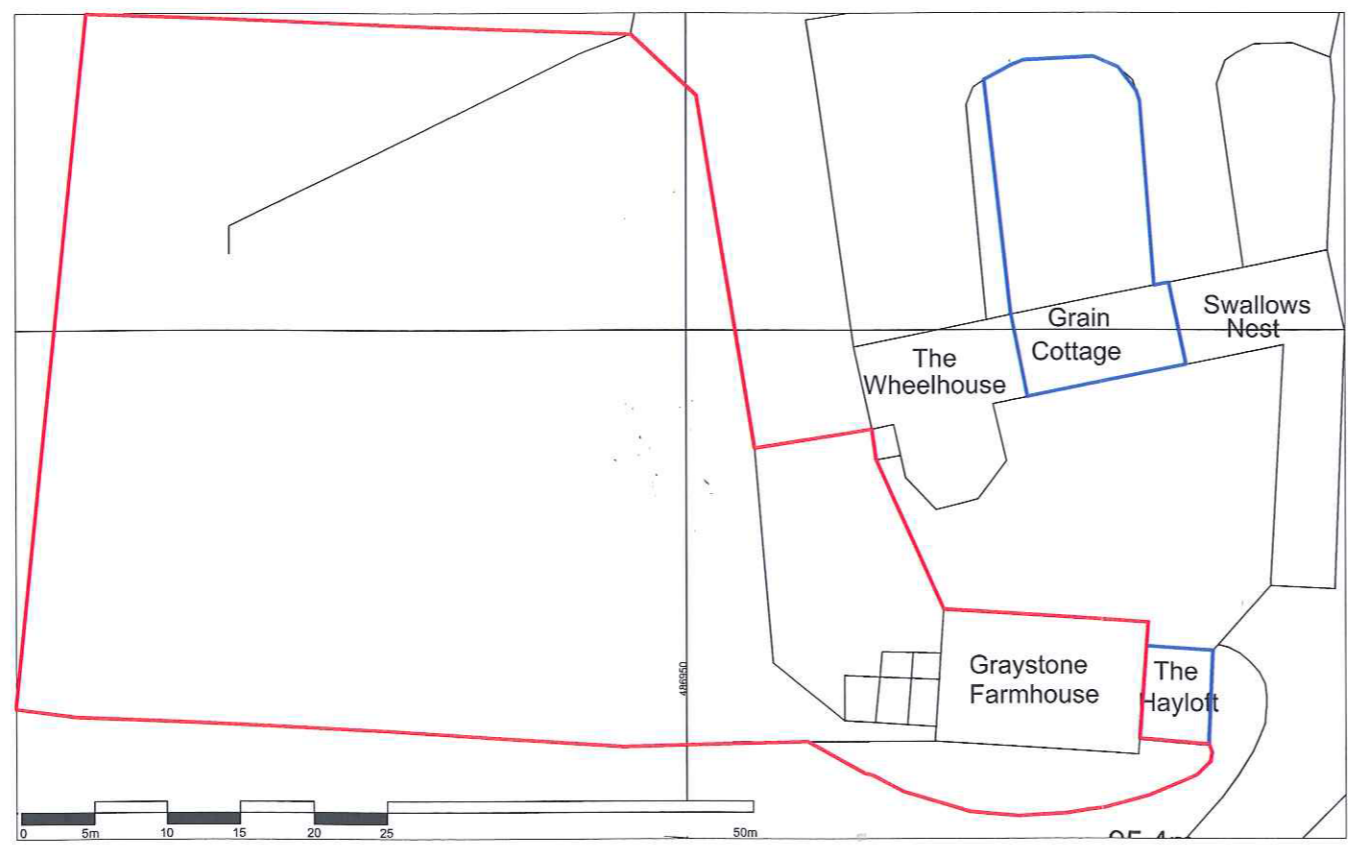 Swallows
Nest
Grain
Cottage
The
Wheelhouse
Graystone
Farmhouse
The
Hayloft
486950
0 5m 10 15 20 25 50m